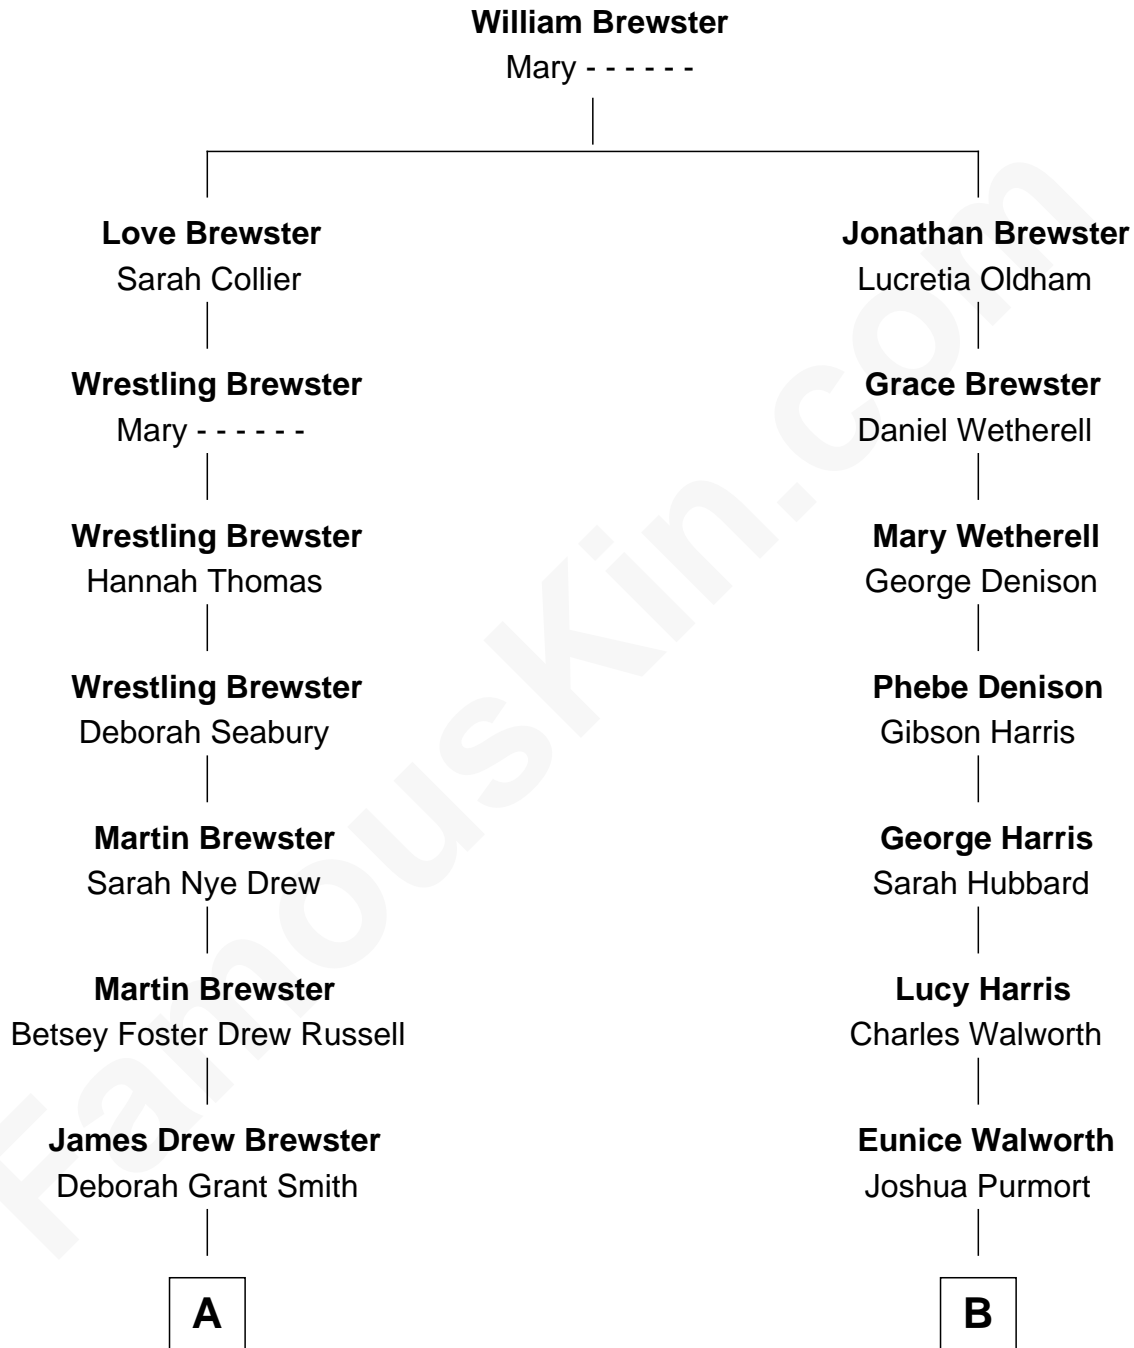 William Brewster
Mary - - - - - -
Love Brewster
Sarah Collier
Jonathan Brewster
Lucretia Oldham
Wrestling Brewster
Mary - - - - - -
Grace Brewster
Daniel Wetherell
Wrestling Brewster
Hannah Thomas
Mary Wetherell
George Denison
Wrestling Brewster
Deborah Seabury
Phebe Denison
Gibson Harris
Martin Brewster
Sarah Nye Drew
George Harris
Sarah Hubbard
Martin Brewster
Betsey Foster Drew Russell
Lucy Harris
Charles Walworth
James Drew Brewster
Deborah Grant Smith
Eunice Walworth
Joshua Purmort
A
B
FamousKin.com